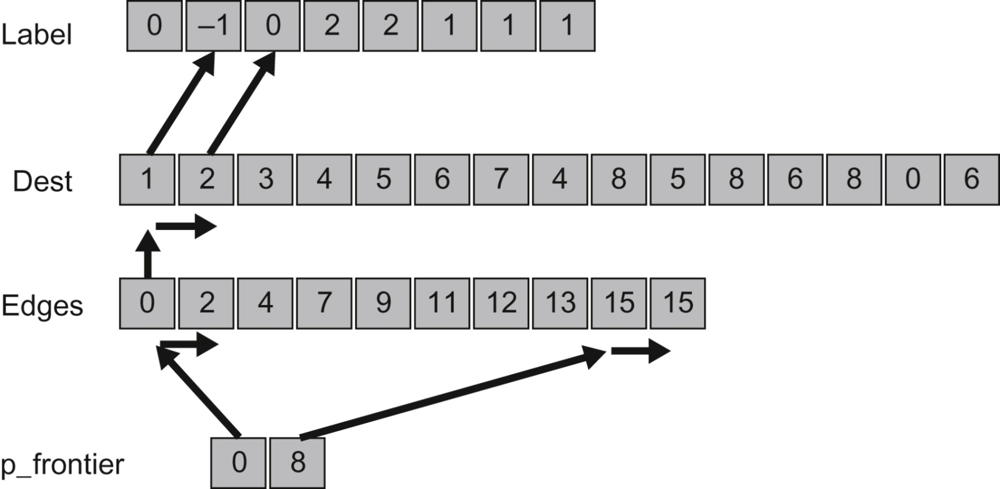 Label 0 –1 0 2 2 1 1 1
Dest 1 2 3 4 5 6 7 4 8 5 8 6 8 0 6
Edges 0 2 4 7 9 11 12 13 15 15
p_frontier 0 8